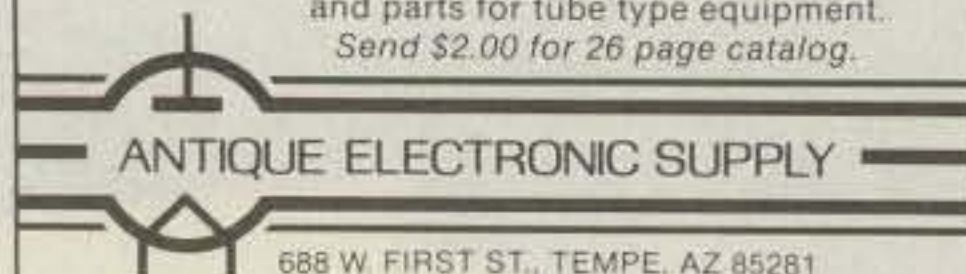 and parts for tube type equipment.
Send $2.00 for 26 page catalog.
ANTIQUE ELECTRONIC SUPPLY
688 W. FIRST ST., TEMPE, AZ 85281